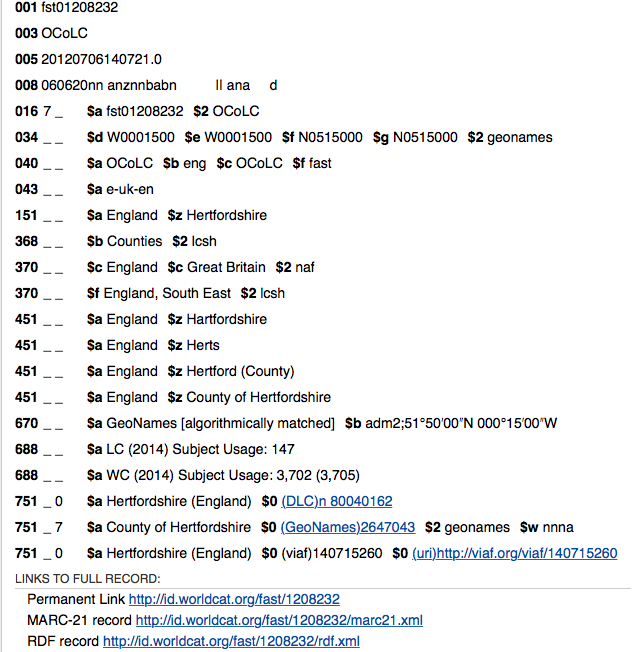 001 fst01208232
003 OCoLC
005 20120706140721.0
008 060620nn anznnbabn || ana d
016 7 _ $a fst01208232 $2 OCoLC
034 _ _ $d W0001500 $e W0001500 $f N0515000 $g N0515000 $2 geonames
040 _ _ $a OCoLC $b eng $c OCoLC $f fast
043 _ _ $a e-uk-en
151 _ _ $a England $z Hertfordshire
368 _ _ $b Counties $2 lcsh
370 _ _ $c England $c Great Britain $2 naf
370 _ _ $f England, South East $2 lcsh
451 _ _ $a England $z Hartfordshire
451 _ _ $a England $z Herts
451 _ _ $a England $z Hertford (County)
451 _ _ $a England $z County of Hertfordshire
670 _ _ $a GeoNames [algorithmically matched] $b adm2;51°50′00″N 000°15′00″W
688 _ _ $a LC (2014) Subject Usage: 147
688 _ _ $a WC (2014) Subject Usage: 3,702 (3,705)
751 _ 0 $a Hertfordshire (England) $0 (DLC)n 80040162
751 _ 7 $a County of Hertfordshire $0 (GeoNames)2647043 $2 geonames $w nnna
751 _ 0 $a Hertfordshire (England) $0 (viaf)140715260 $0 (uri)http://viaf.org/viaf/140715260
LINKS TO FULL RECORD:
Permanent Link http://id.worldcat.org/fast/1208232
MARC-21 record http://id.worldcat.org/fast/1208232/marc21.xml
RDF record http://id.worldcat.org/fast/1208232/rdf.xml